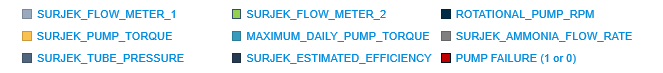 SURJEK_FLOW_METER_1 SURJEK_FLOW_METER_2 ROTATIONAL_PUMP_RPM
SURJEK_PUMP_TORQUE MAXIMUM_DAILY_PUMP_TORQUE SURJEK_AMMONIA_FLOW_RATE
SURJEK_TUBE_PRESSURE SURJEK_ESTIMATED_EFFICIENCY PUMP FAILURE (1 or 0)